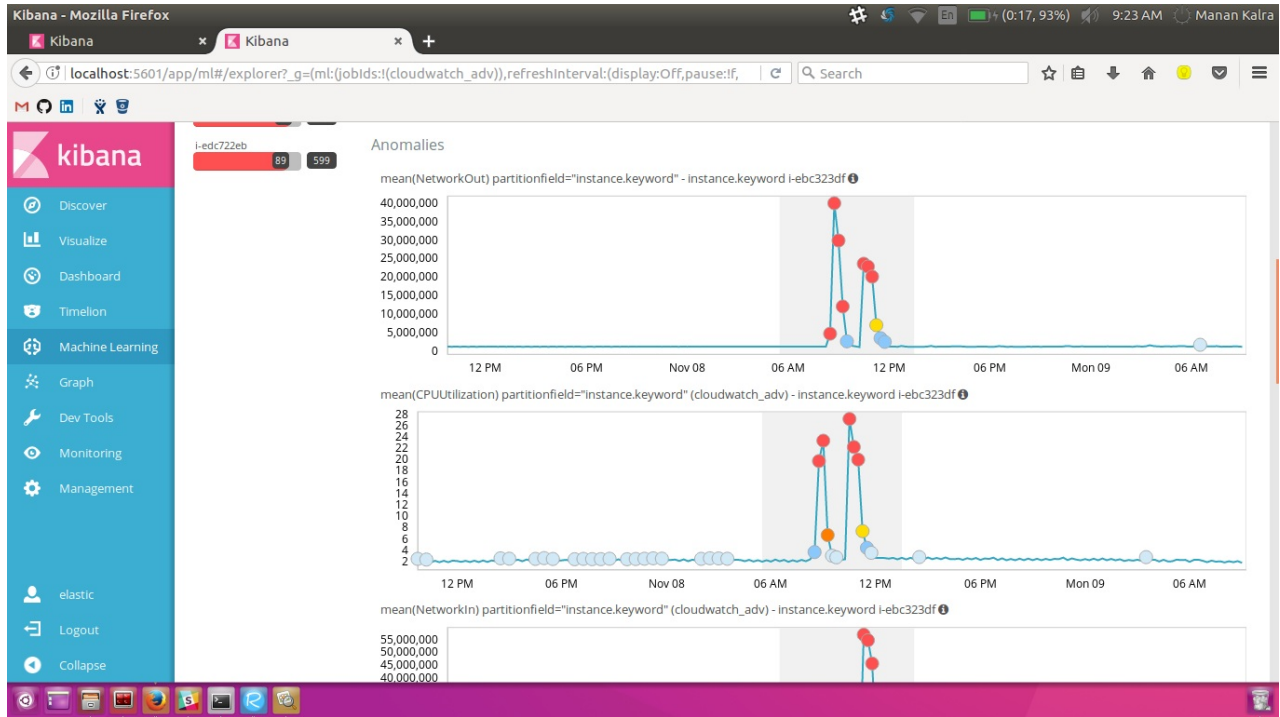 Kibana - Mozilla Firefox
En (0:17, 93%) 9:23 AM Manan Kalra
Kibana × Kibana × +
localhost:5601/app/ml#/explorer?_g=(ml:(jobIds:!(cloudwatch_adv)),refreshInterval:(display:Off,pause:!f, Search
kibana
Discover
Visualize
Dashboard
Timelion
Machine Learning
Graph
Dev Tools
Monitoring
Management
elastic
Logout
Collapse
i-edc722eb
89 599
Anomalies
mean(NetworkOut) partitionfield="instance.keyword" - instance.keyword i-ebc323df
40,000,000
35,000,000
30,000,000
25,000,000
20,000,000
15,000,000
10,000,000
5,000,000
0
12 PM 06 PM Nov 08 06 AM 12 PM 06 PM Mon 09 06 AM
mean(CPUUtilization) partitionfield="instance.keyword" (cloudwatch_adv) - instance.keyword i-ebc323df
28
26
24
22
20
18
16
14
12
10
8
6
4
2
12 PM 06 PM Nov 08 06 AM 12 PM 06 PM Mon 09 06 AM
mean(NetworkIn) partitionfield="instance.keyword" (cloudwatch_adv) - instance.keyword i-ebc323df
55,000,000
50,000,000
45,000,000
40,000,000